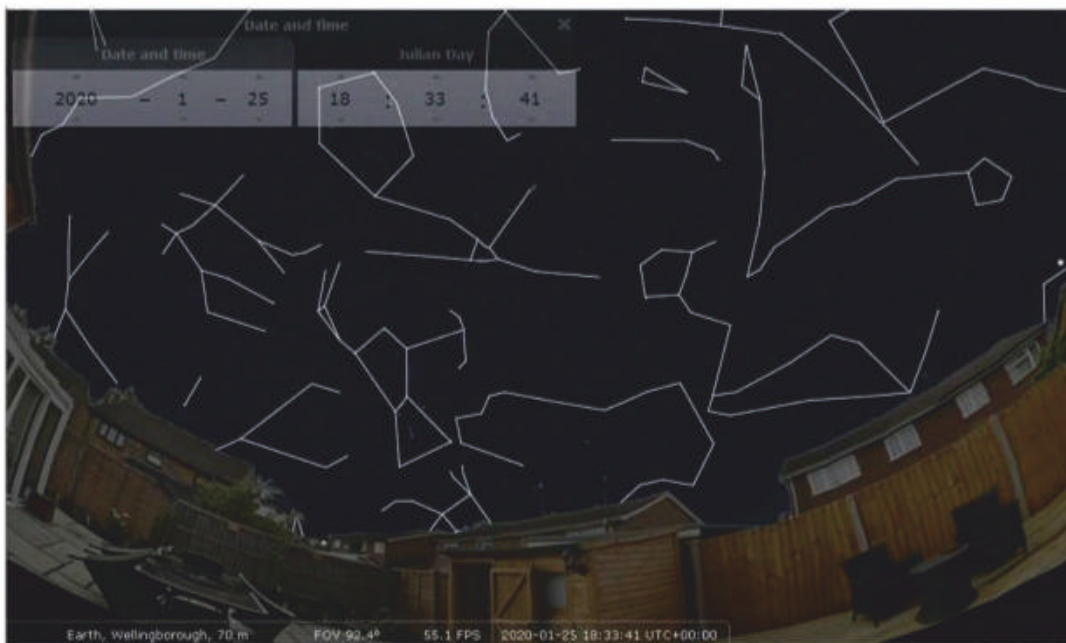 Date and time
Date and time Julian Day
2020 - 1 - 25 18 : 33 : 41
Earth, Wellingborough, 70 m FOV 92.4° 55.1 FPS 2020-01-25 18:33:41 UTC+00:00